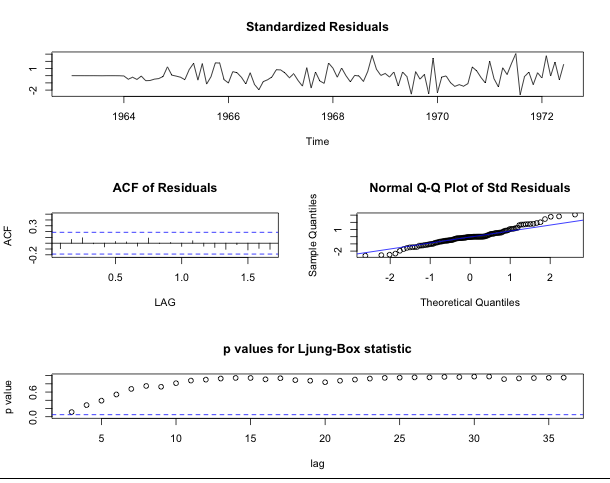 Standardized Residuals
1
-2
1964 1966 1968 1970 1972
Time
ACF of Residuals
ACF
0.3
-0.2
0.5 1.0 1.5
LAG
Normal Q-Q Plot of Std Residuals
Sample Quantiles
1
-2
-2 -1 0 1 2
Theoretical Quantiles
p values for Ljung-Box statistic
p value
0.6
0.0
5 10 15 20 25 30 35
lag